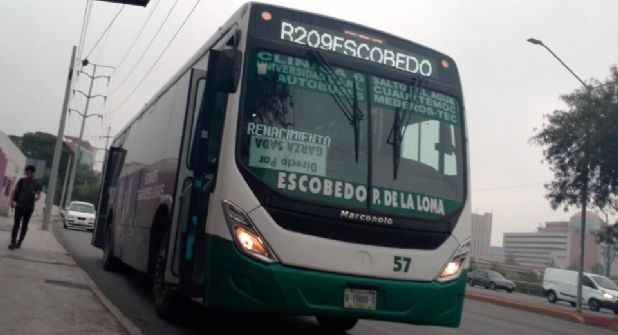 R209ESCOBEDO
CLINICA 6
UNIVERSIDAD U.A.N.L.
AUTOBUSES
SALTO DEL AGUA
CUAUHTEMOC
MEDEROS-TEC
RENACIMIENTO
GARZA SADA
Directo Por
ESCOBEDO P. DE LA LOMA
Marcopolo
57